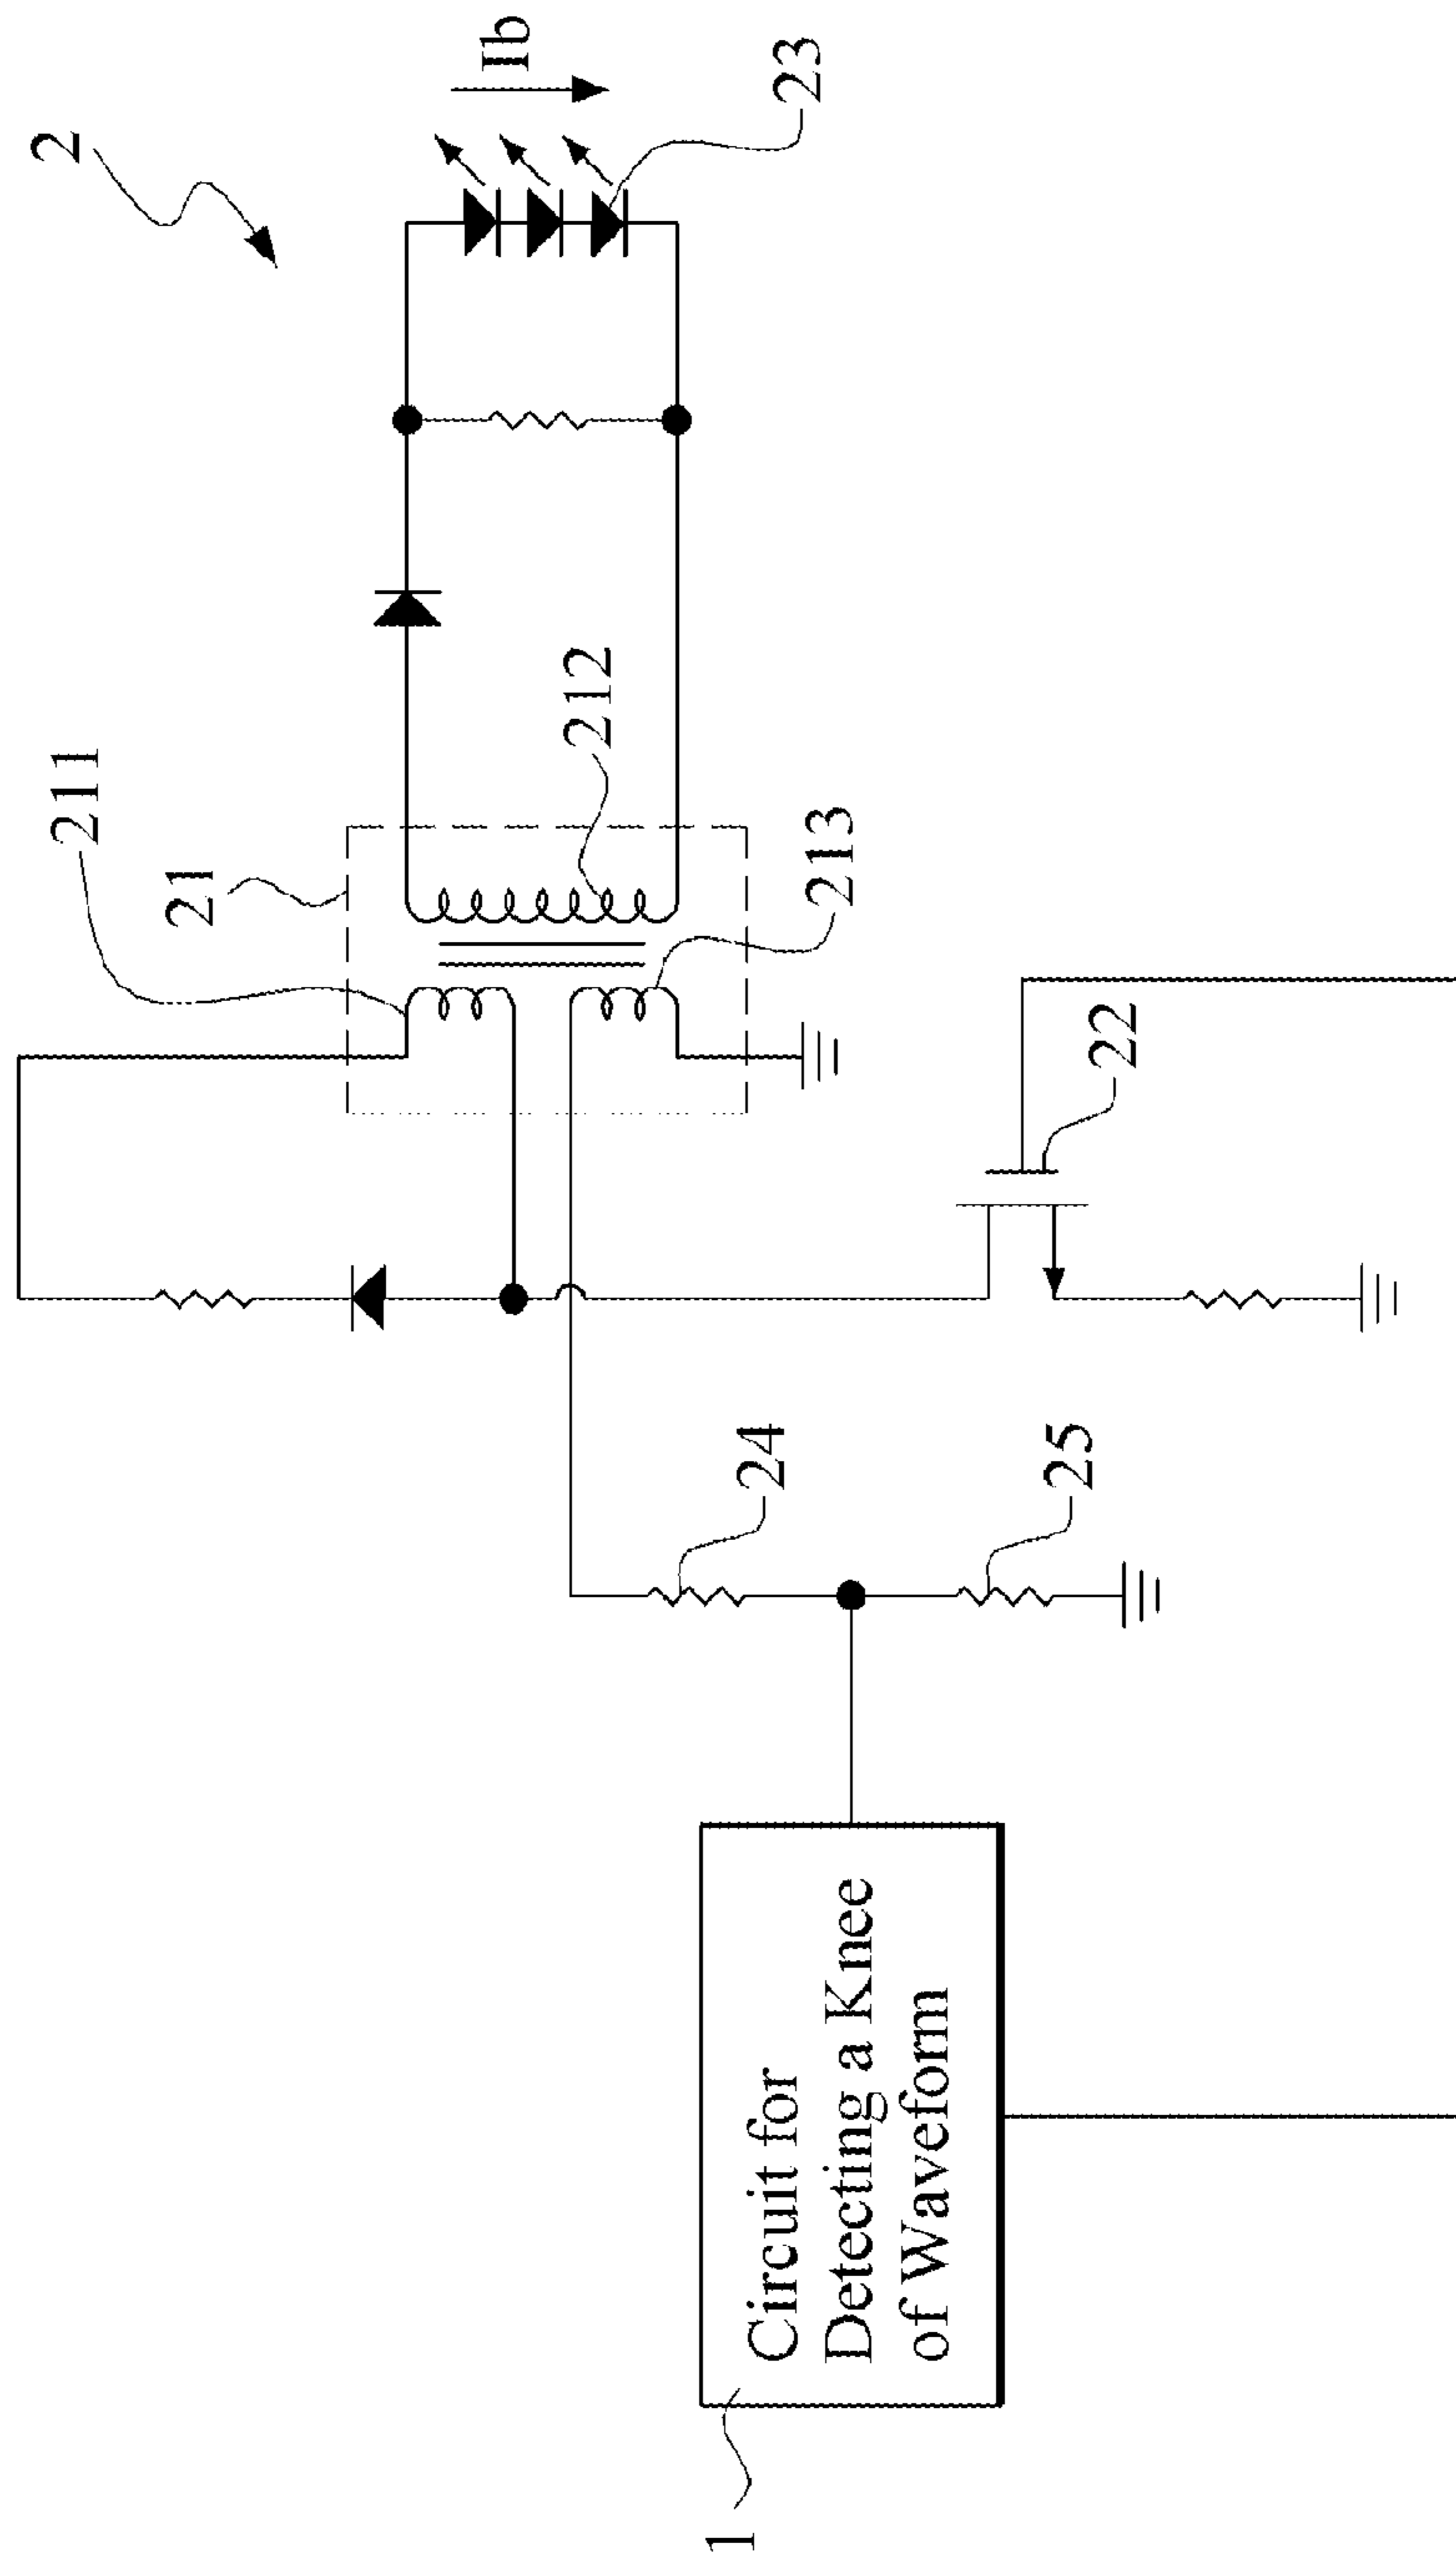 2
211
21
Ib
212
213
23
24
22
25
Circuit for
Detecting a Knee
of Waveform
1